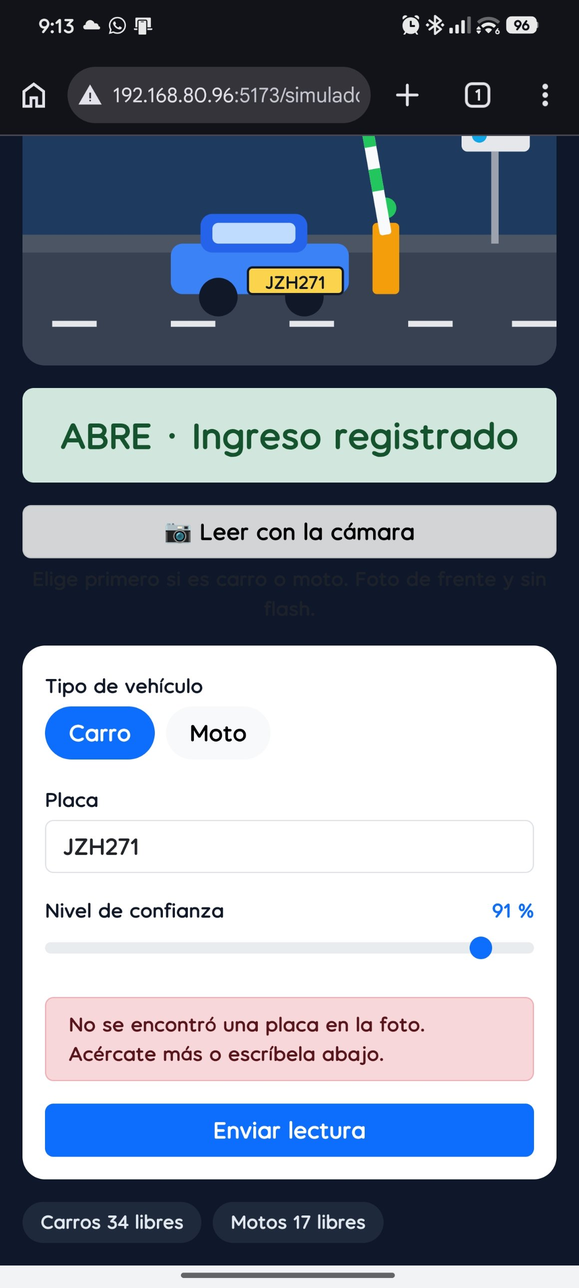 9:13
96
192.168.80.96:5173/simulado
1
JZH271
ABRE · Ingreso registrado
Leer con la cámara
Elige primero si es carro o moto. Foto de frente y sin
flash.
Tipo de vehículo
Carro Moto
Placa
JZH271
Nivel de confianza 91 %
No se encontró una placa en la foto.
Acércate más o escríbela abajo.
Enviar lectura
Carros 34 libres Motos 17 libres